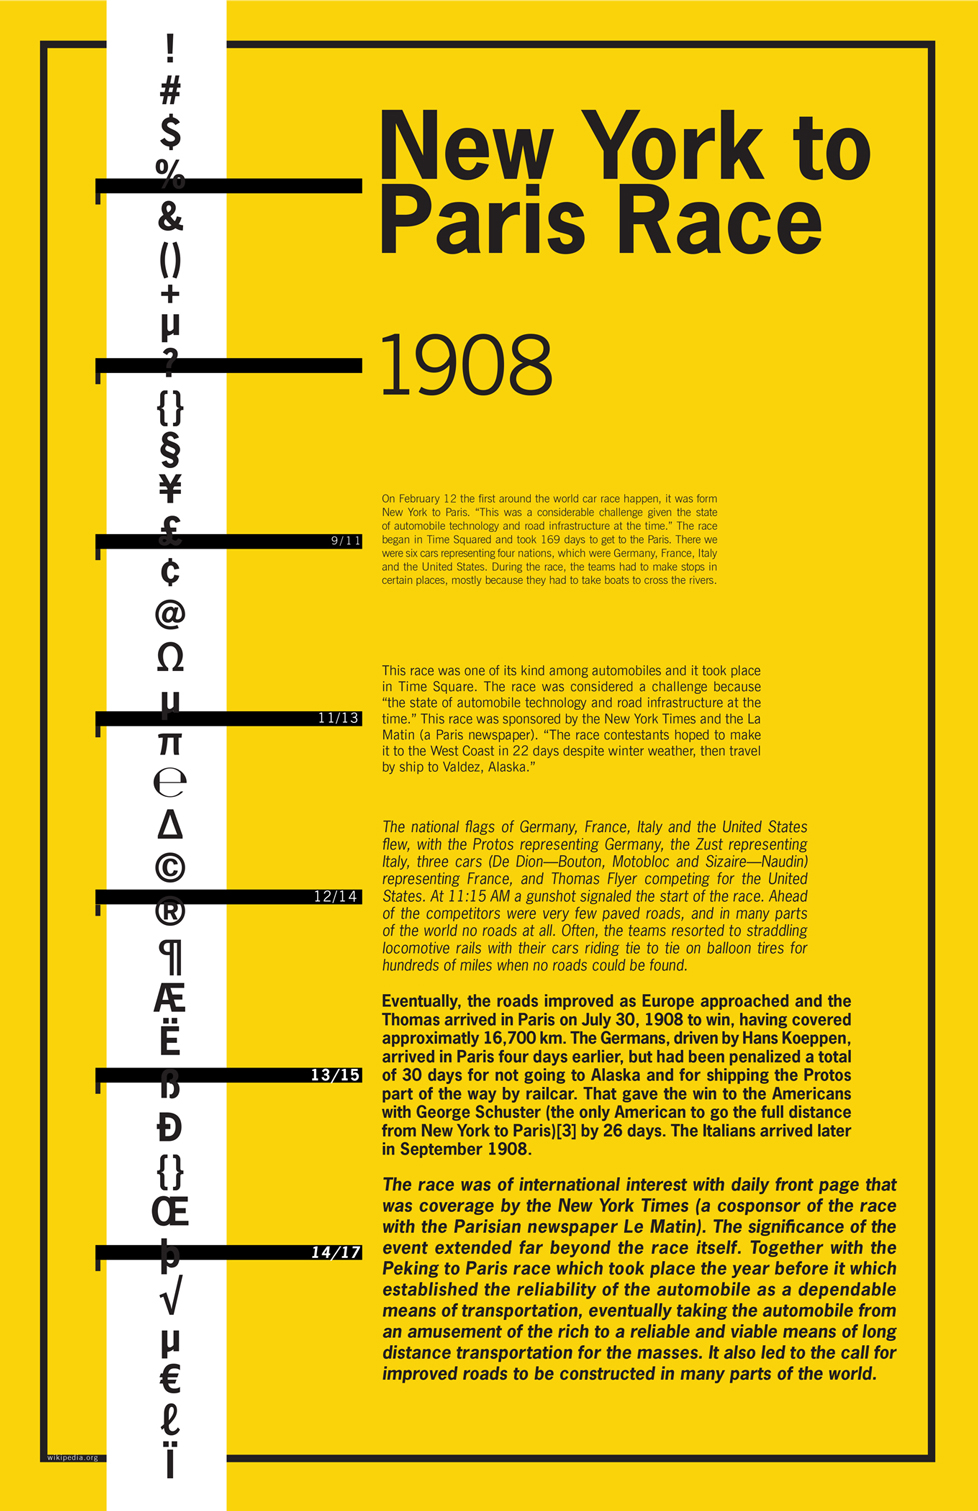 !
#
$
%
&
()
+
µ
?
{}
§
¥
£
¢
@
Ω
µ
π
℮
∆
©
®
¶
Æ
Ë
ß
Ð
{}
Œ
þ
√
µ
€
ℓ
Ï
New York to
Paris Race
1908
9/11
On February 12 the first around the world car race happen, it was form
New York to Paris. “This was a considerable challenge given the state
of automobile technology and road infrastructure at the time.” The race
began in Time Squared and took 169 days to get to the Paris. There we
were six cars representing four nations, which were Germany, France, Italy
and the United States. During the race, the teams had to make stops in
certain places, mostly because they had to take boats to cross the rivers.
11/13
This race was one of its kind among automobiles and it took place
in Time Square. The race was considered a challenge because
“the state of automobile technology and road infrastructure at the
time.” This race was sponsored by the New York Times and the La
Matin (a Paris newspaper). “The race contestants hoped to make
it to the West Coast in 22 days despite winter weather, then travel
by ship to Valdez, Alaska.”
12/14
The national flags of Germany, France, Italy and the United States
flew, with the Protos representing Germany, the Zust representing
Italy, three cars (De Dion—Bouton, Motobloc and Sizaire—Naudin)
representing France, and Thomas Flyer competing for the United
States. At 11:15 AM a gunshot signaled the start of the race. Ahead
of the competitors were very few paved roads, and in many parts
of the world no roads at all. Often, the teams resorted to straddling
locomotive rails with their cars riding tie to tie on balloon tires for
hundreds of miles when no roads could be found.
13/15
Eventually, the roads improved as Europe approached and the
Thomas arrived in Paris on July 30, 1908 to win, having covered
approximatly 16,700 km. The Germans, driven by Hans Koeppen,
arrived in Paris four days earlier, but had been penalized a total
of 30 days for not going to Alaska and for shipping the Protos
part of the way by railcar. That gave the win to the Americans
with George Schuster (the only American to go the full distance
from New York to Paris)[3] by 26 days. The Italians arrived later
in September 1908.
14/17
The race was of international interest with daily front page that
was coverage by the New York Times (a cosponsor of the race
with the Parisian newspaper Le Matin). The significance of the
event extended far beyond the race itself. Together with the
Peking to Paris race which took place the year before it which
established the reliability of the automobile as a dependable
means of transportation, eventually taking the automobile from
an amusement of the rich to a reliable and viable means of long
distance transportation for the masses. It also led to the call for
improved roads to be constructed in many parts of the world.
wikipedia.org